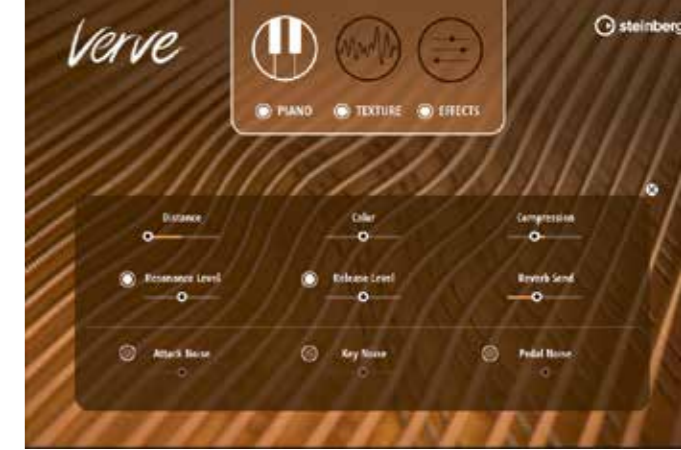 Verve
steinberg
PIANO TEXTURE EFFECTS
Distance Color Compression
Resonance Level Release Level Reverb Send
Attack Noise Key Noise Pedal Noise